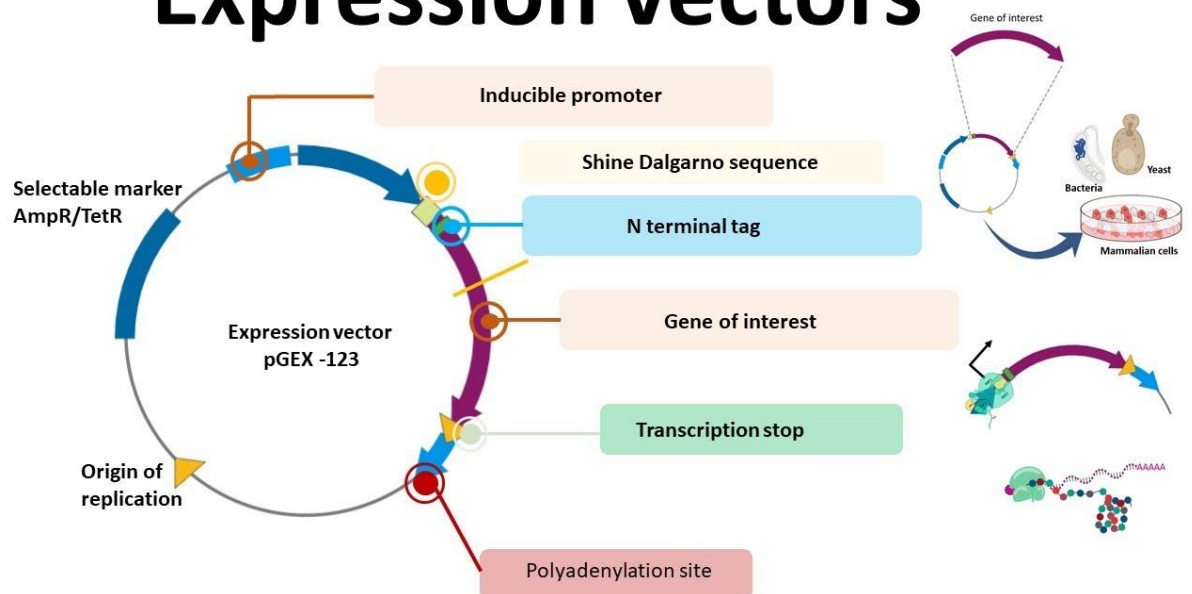 Expression vectors
Gene of interest
Inducible promoter
Shine Dalgarno sequence
Selectable marker
AmpR/TetR
N terminal tag
Bacteria
Yeast
Mammalian cells
Expression vector
pGEX -123
Gene of interest
Transcription stop
Origin of
replication
AAAAA
Polyadenylation site